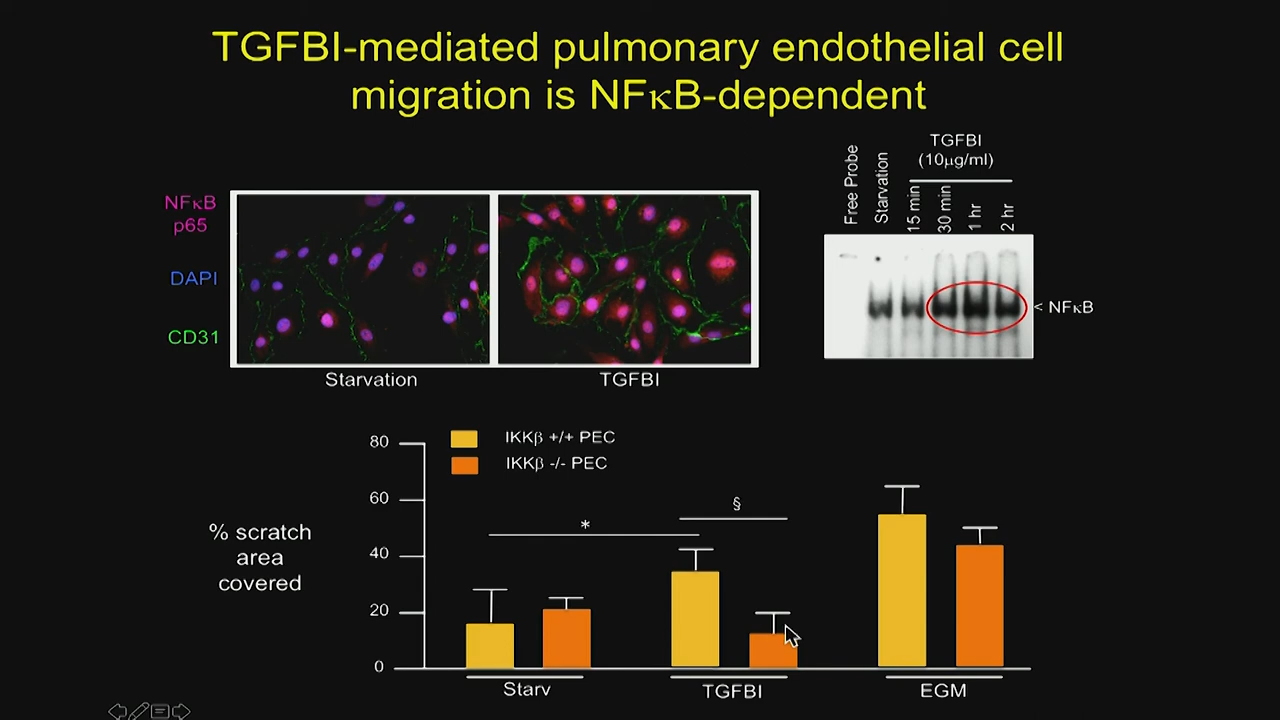 TGFBI-mediated pulmonary endothelial cell
migration is NFκB-dependent
NFκB
p65
DAPI
CD31
Starvation
TGFBI
TGFBI
(10µg/ml)
Free Probe
Starvation
15 min
30 min
1 hr
2 hr
< NFκB
IKKβ +/+ PEC
IKKβ -/- PEC
% scratch
area
covered
80
60
40
20
0
*
§
Starv
TGFBI
EGM